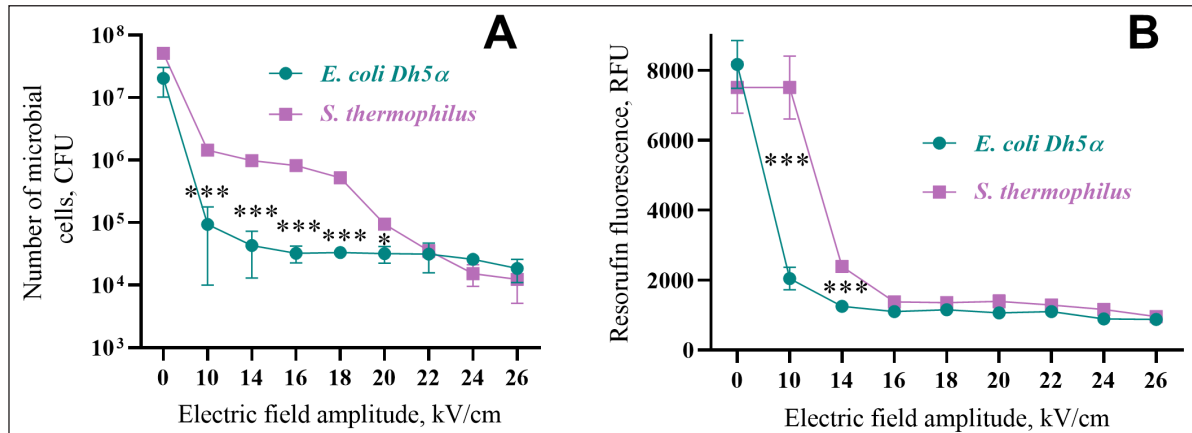 A
Number of microbial
cells, CFU
10⁸
10⁷
10⁶
10⁵
10⁴
10³
E. coli Dh5α
S. thermophilus
***
***
***
***
*
0 10 14 16 18 20 22 24 26
Electric field amplitude, kV/cm
B
Resorufin fluorescence, RFU
8000
6000
4000
2000
0
E. coli Dh5α
S. thermophilus
***
***
0 10 14 16 18 20 22 24 26
Electric field amplitude, kV/cm